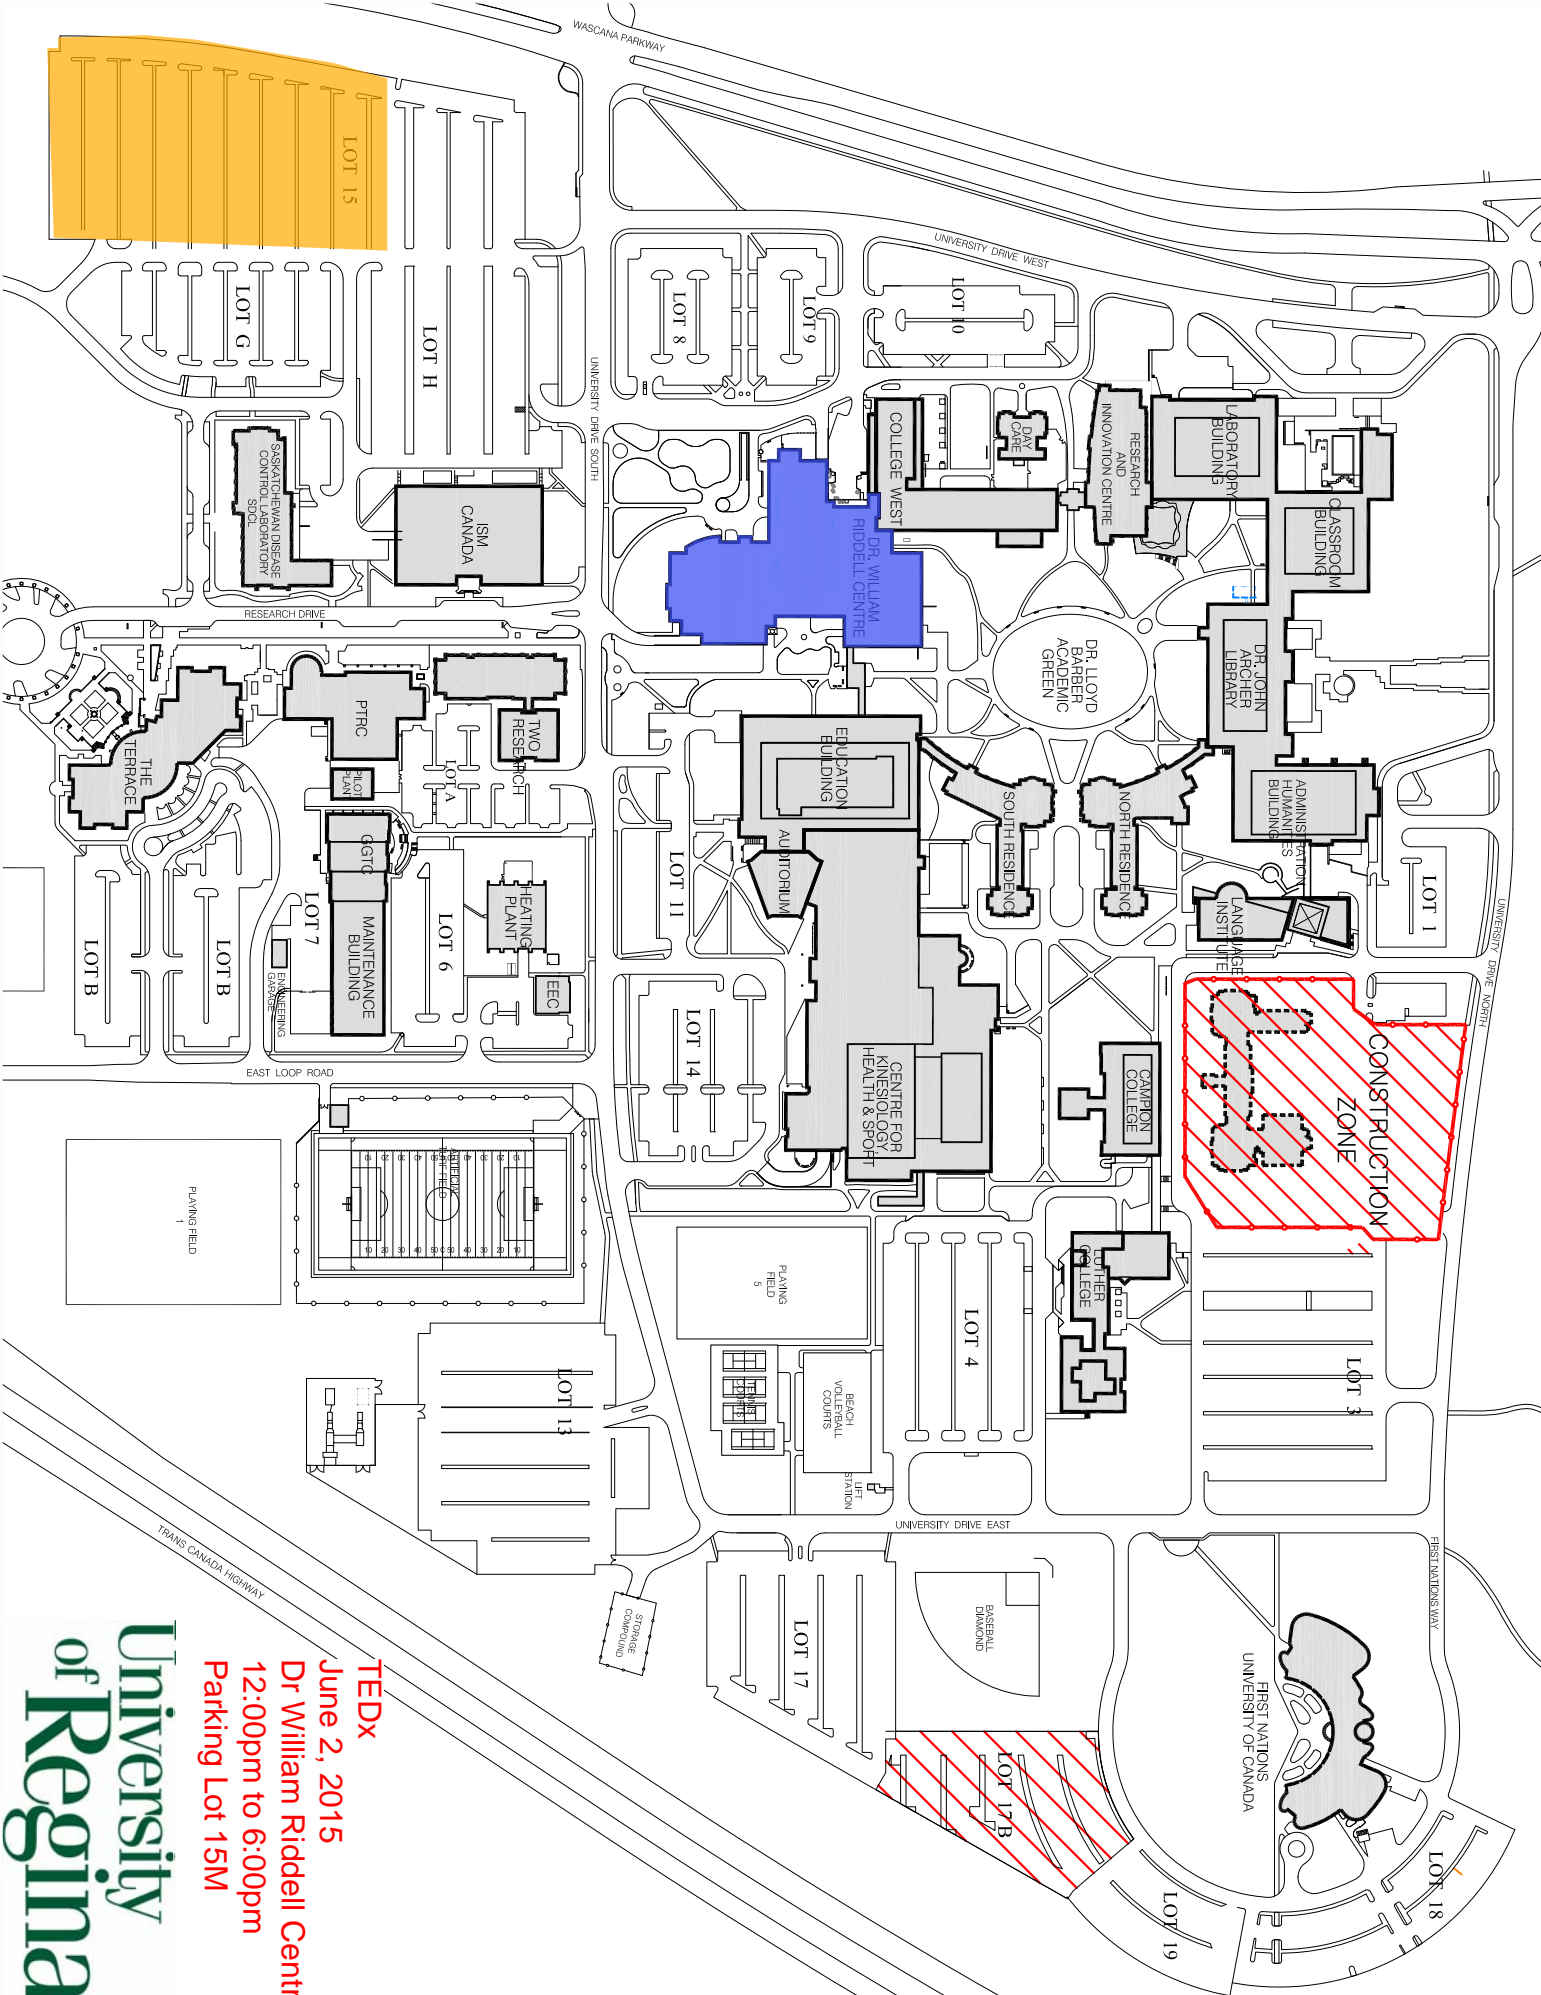 WASCANA PARKWAY
LOT 15
LOT G
LOT H
LOT 8
LOT 9
LOT 10
UNIVERSITY DRIVE WEST
UNIVERSITY DRIVE SOUTH
SASKATCHEWAN DISEASE
CONTROL LABORATORY
SDCL
ISM
CANADA
RESEARCH DRIVE
COLLEGE WEST
DAY
CARE
RESEARCH
AND
INNOVATION CENTRE
LABORATORY
BUILDING
CLASSROOM
BUILDING
DR. WILLIAM
RIDDELL CENTRE
DR. LLOYD
BARBER
ACADEMIC
GREEN
DR. JOHN
ARCHER
LIBRARY
THE
TERRACE
PTRC
PILOT
PLANT
TWO
RESEARCH
LOT A
EDUCATION
BUILDING
AUDITORIUM
SOUTH RESIDENCE
NORTH RESIDENCE
ADMINISTRATION
HUMANITIES
BUILDING
LOT 1
UNIVERSITY DRIVE NORTH
LANGUAGE
INSTITUTE
GGTC
MAINTENANCE
BUILDING
LOT 7
LOT 6
HEATING
PLANT
EEC
ENGINEERING
GARAGE
LOT B
LOT B
LOT 11
LOT 14
CENTRE FOR
KINESIOLOGY,
HEALTH & SPORT
CAMPION
COLLEGE
CONSTRUCTION
ZONE
EAST LOOP ROAD
PLAYING FIELD
1
ARTIFICIAL
TURF FIELD
PLAYING
FIELD
5
LOT 4
LUTHER
COLLEGE
LOT 3
LOT 13
TENNIS
COURTS
BEACH
VOLLEYBALL
COURTS
LIFT
STATION
UNIVERSITY DRIVE EAST
FIRST NATIONS WAY
TRANS CANADA HIGHWAY
STORAGE
COMPOUND
LOT 17
BASEBALL
DIAMOND
LOT 17B
FIRST NATIONS
UNIVERSITY OF CANADA
LOT 18
LOT 19
TEDx
June 2, 2015
Dr William Riddell Centr
12:00pm to 6:00pm
Parking Lot 15M
University
of Regina